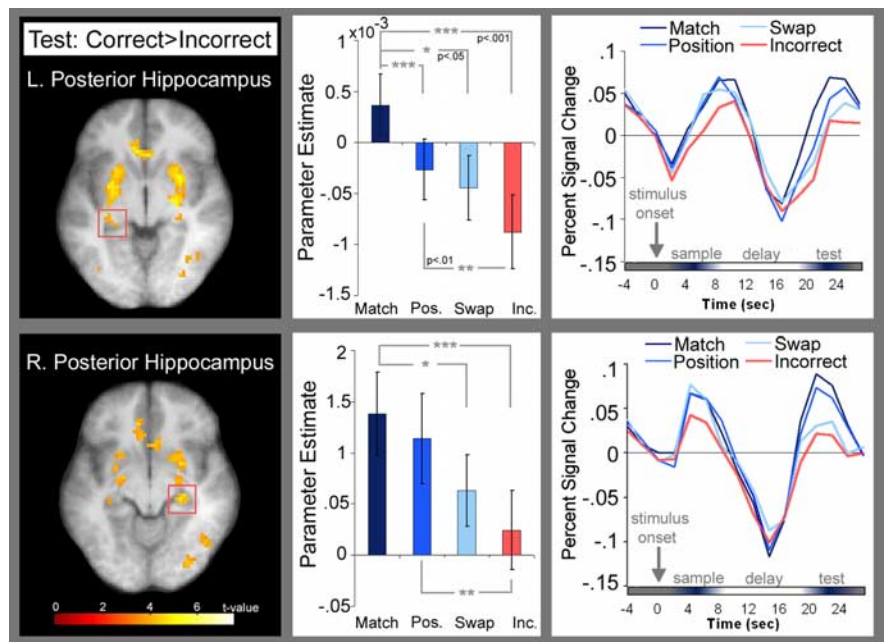 Test: Correct>Incorrect
L. Posterior Hippocampus
1 x10-3
***
p<.001
*
p<.05
***
0.5
0
-.05
-1
-1.5
Parameter Estimate
p<.01
**
Match Pos. Swap Inc.
Match Swap
Position Incorrect
.1
0.05
0
-.05
-.1
-.15
Percent Signal Change
stimulus
onset
sample delay test
-4 0 4 8 12 16 20 24
Time (sec)
R. Posterior Hippocampus
0 2 4 6 t-value
2
1.5
1
.05
0
-.05
Parameter Estimate
***
*
**
Match Pos. Swap Inc.
Match Swap
Position Incorrect
.1
0.05
0
-.05
-.1
-.15
Percent Signal Change
stimulus
onset
sample delay test
-4 0 4 8 12 16 20 24
Time (sec)